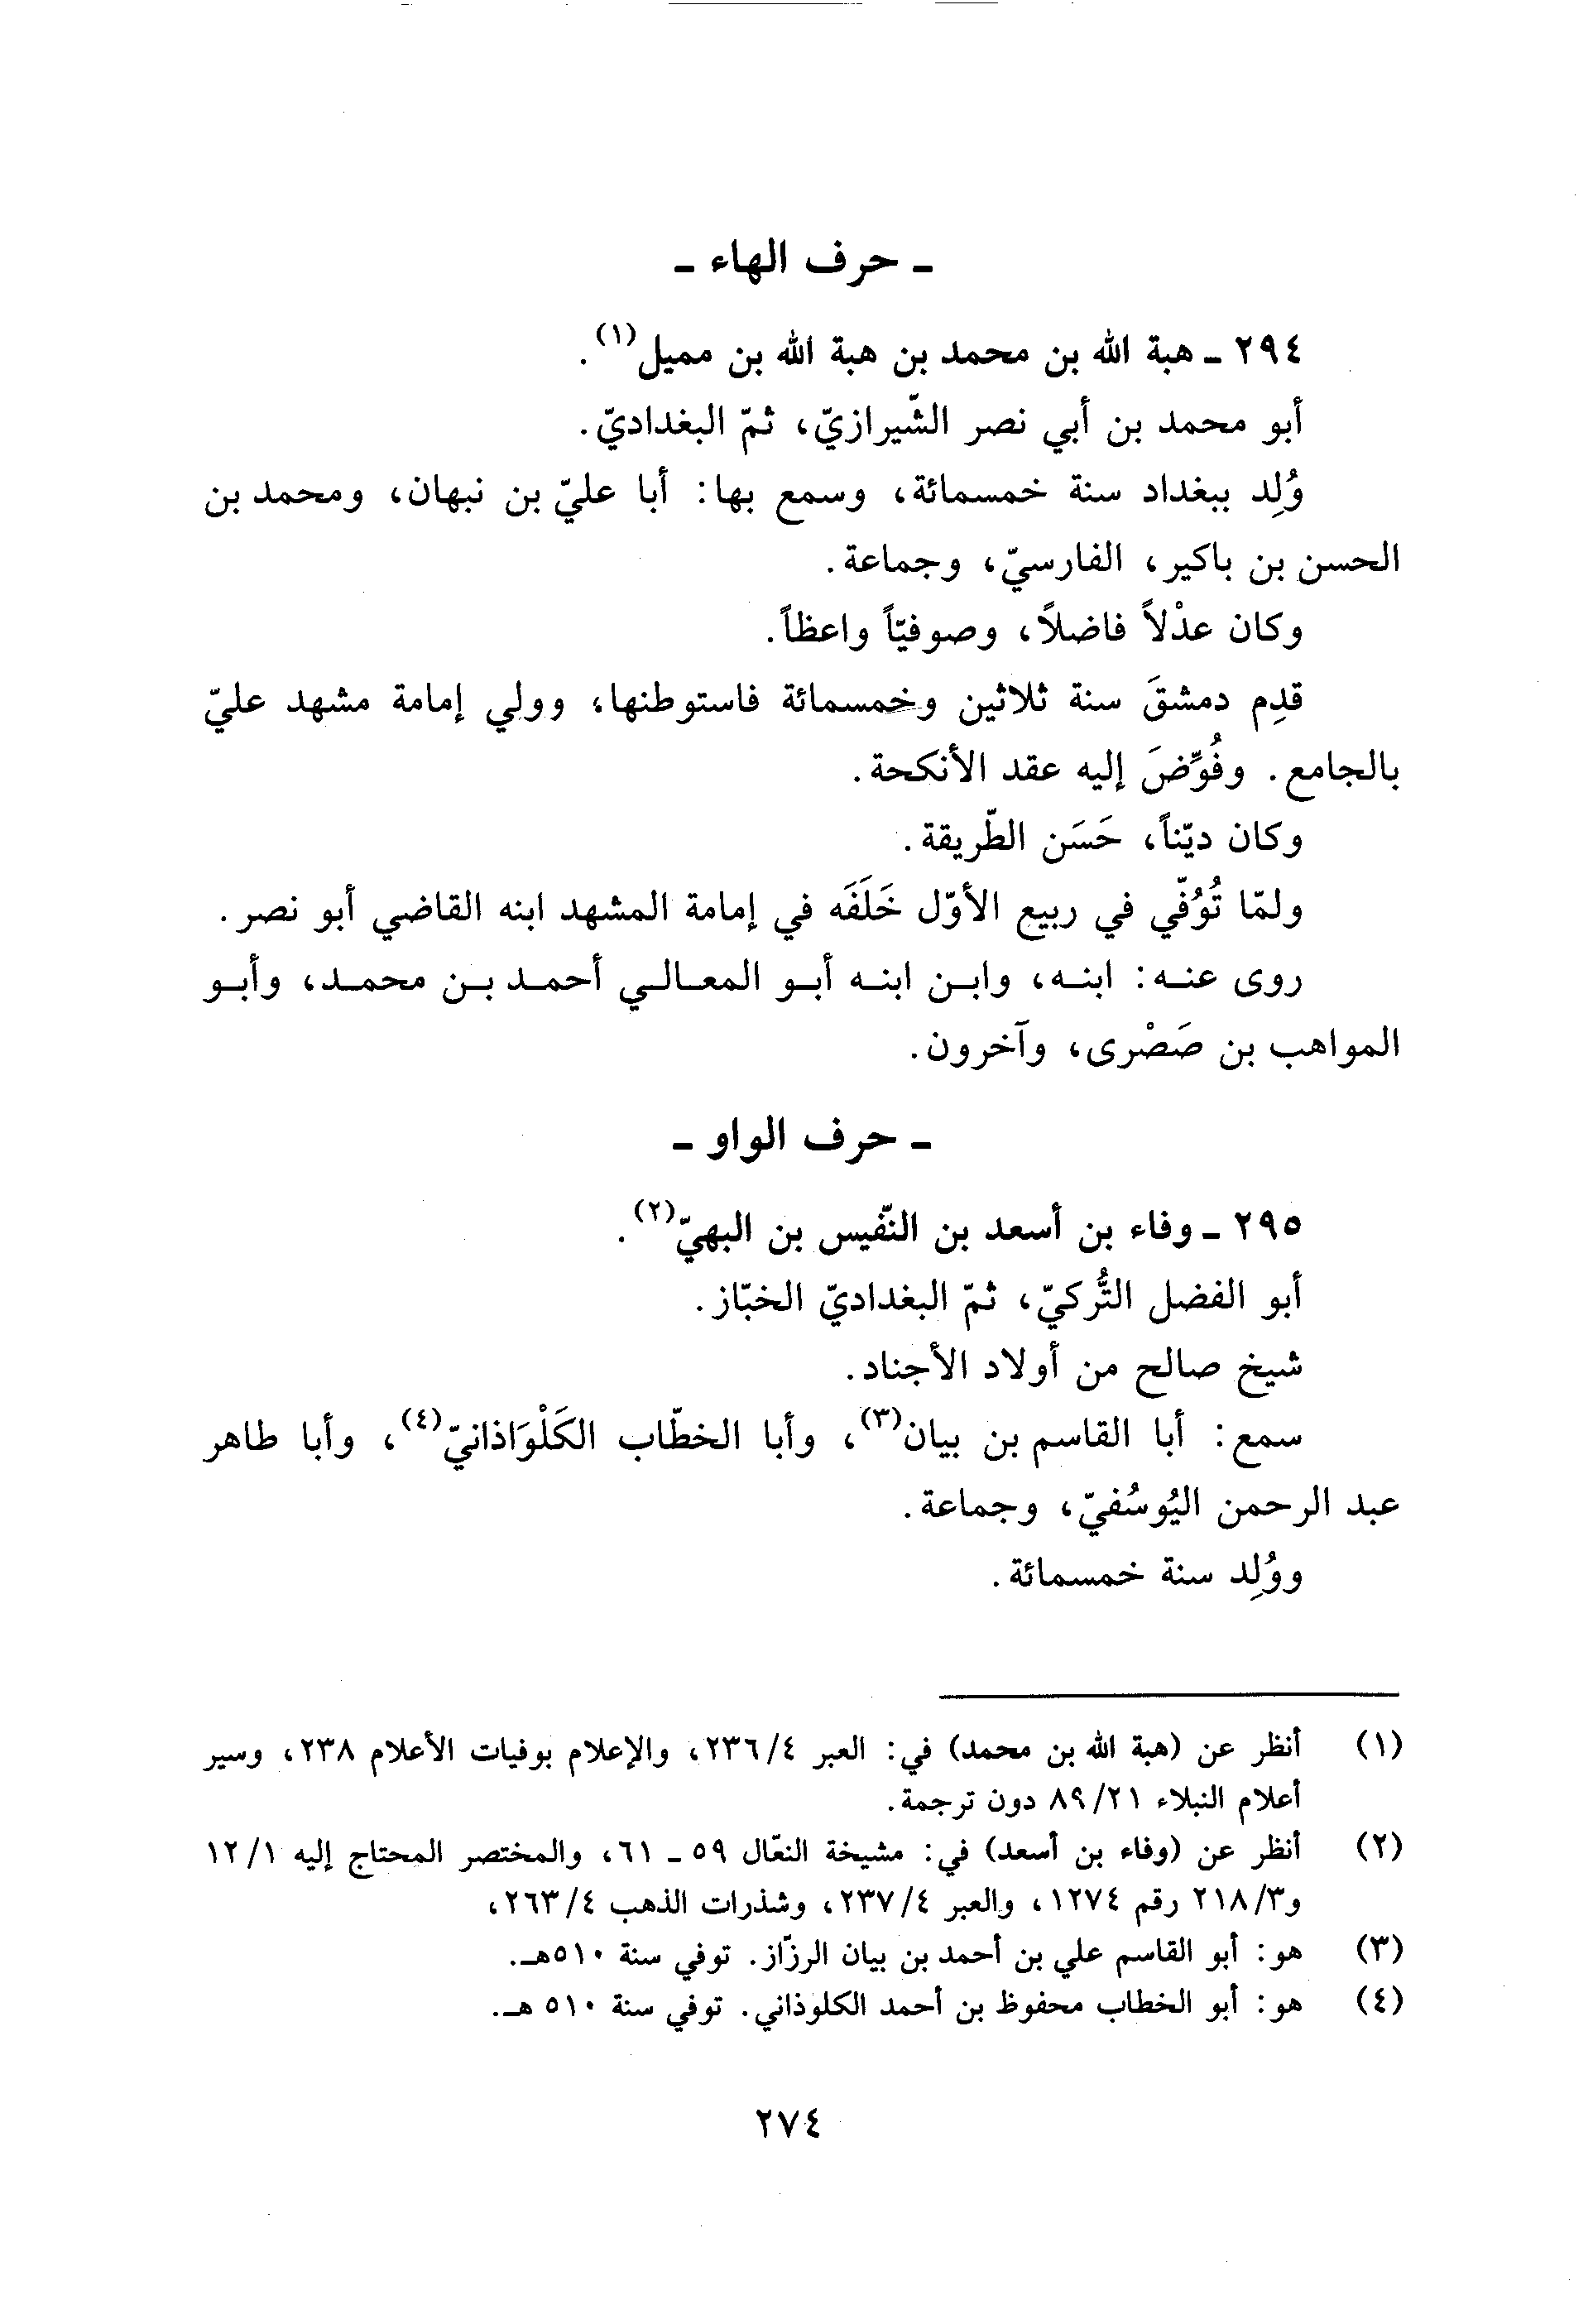 ـ حرف الهاء ـ
٢٩٤ ـ هبة الله بن محمد بن هبة الله بن مميل(١).
أبو محمد بن أبي نصر الشّيرازيّ، ثمّ البغداديّ.
وُلِد ببغداد سنة خمسمائة، وسمع بها: أبا عليّ بن نبهان، ومحمد بن
الحسن بن باكير، الفارسيّ، وجماعة.
وكان عدْلاً فاضلاً، وصوفيّاً واعظاً.
قدِم دمشقَ سنة ثلاثين وخمسمائة فاستوطنها، وولي إمامة مشهد عليّ
بالجامع. وفُوِّضَ إليه عقد الأنكحة.
وكان ديّناً، حَسَن الطّريقة.
ولمّا تُوُفّي في ربيع الأوّل خَلَفَه في إمامة المشهد ابنه القاضي أبو نصر.
روى عنه: ابنه، وابن ابنه أبو المعالي أحمد بن محمد، وأبو
المواهب بن صَصْرى، وآخرون.
ـ حرف الواو ـ
٢٩٥ ـ وفاء بن أسعد بن النّفيس بن البهيّ(٢).
أبو الفضل التُّركيّ، ثمّ البغداديّ الخبّاز.
شيخ صالح من أولاد الأجناد.
سمع: أبا القاسم بن بيان(٣)، وأبا الخطّاب الكَلْوَاذانيّ(٤)، وأبا طاهر
عبد الرحمن اليُوسُفيّ، وجماعة.
ووُلِد سنة خمسمائة.
(١) أنظر عن (هبة الله بن محمد) في: العبر ٤/ ٢٣٦، والإعلام بوفيات الأعلام ٢٣٨، وسير
أعلام النبلاء ٢١/ ٨٩ دون ترجمة.
(٢) أنظر عن (وفاء بن أسعد) في: مشيخة النعّال ٥٩ ـ ٦١، والمختصر المحتاج إليه ١/ ١٢
و٣/ ٢١٨ رقم ١٢٧٤، والعبر ٤/ ٢٣٧، وشذرات الذهب ٤/ ٢٦٣،
(٣) هو: أبو القاسم علي بن أحمد بن بيان الرزّاز. توفي سنة ٥١٠هـ.
(٤) هو: أبو الخطاب محفوظ بن أحمد الكلوذاني. توفي سنة ٥١٠ هـ.
٢٧٤